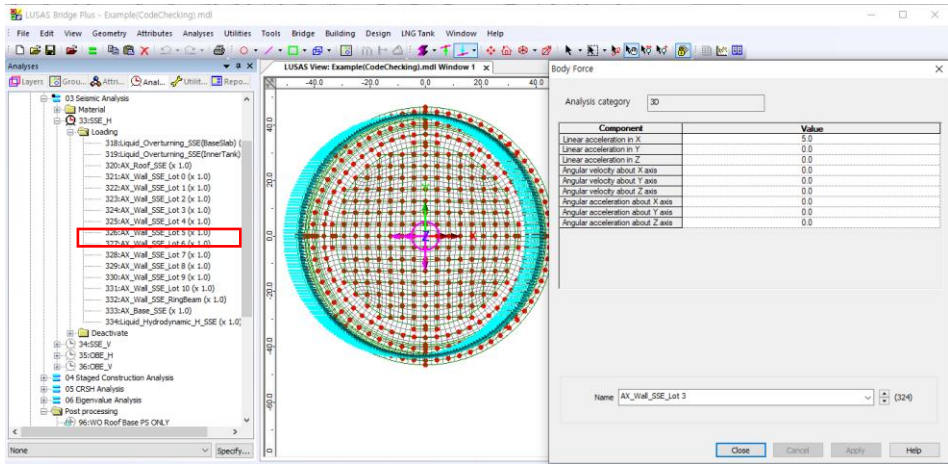 LUSAS Bridge Plus - Example(CodeChecking).mdl
File Edit View Geometry Attributes Analyses Utilities Tools Bridge Building Design LNG Tank Window Help
Analyses
Layers Grou... Attri... Anal... Utilit... Repo...
03 Seismic Analysis
Material
33:SSE_H
Loading
318:Liquid_Overturning_SSE(BaseSlab) (
319:Liquid_Overturning_SSE(InnerTank)
320:AX_Roof_SSE (x 1.0)
321:AX_Wall_SSE_Lot 0 (x 1.0)
322:AX_Wall_SSE_Lot 1 (x 1.0)
323:AX_Wall_SSE_Lot 2 (x 1.0)
324:AX_Wall_SSE_Lot 3 (x 1.0)
325:AX_Wall_SSE_Lot 4 (x 1.0)
326:AX_Wall_SSE_Lot 5 (x 1.0)
327:AX_Wall_SSE_Lot 6 (x 1.0)
328:AX_Wall_SSE_Lot 7 (x 1.0)
329:AX_Wall_SSE_Lot 8 (x 1.0)
330:AX_Wall_SSE_Lot 9 (x 1.0)
331:AX_Wall_SSE_Lot 10 (x 1.0)
332:AX_Wall_SSE_RingBeam (x 1.0)
333:AX_Base_SSE (x 1.0)
334:Liquid_Hydrodynamic_H_SSE (x 1.0)
Deactivate
34:SSE_V
35:OBE_H
36:OBE_V
04 Staged Construction Analysis
05 CRSH Analysis
06 Eigenvalue Analysis
Post processing
96:WO Roof Base PS ONLY
None Specify...
LUSAS View: Example(CodeChecking).mdl Window 1
-40.0 -20.0 0.0 20.0 40.0
40
20.0
0.0
-20.0
-40.0
-60.0
Z
Body Force
Analysis category 3D
Component Value
Linear acceleration in X 5.0
Linear acceleration in Y 0.0
Linear acceleration in Z 0.0
Angular velocity about X axis 0.0
Angular velocity about Y axis 0.0
Angular velocity about Z axis 0.0
Angular acceleration about X axis 0.0
Angular acceleration about Y axis 0.0
Angular acceleration about Z axis 0.0
Name AX_Wall_SSE_Lot 3 (324)
Close Cancel Apply Help